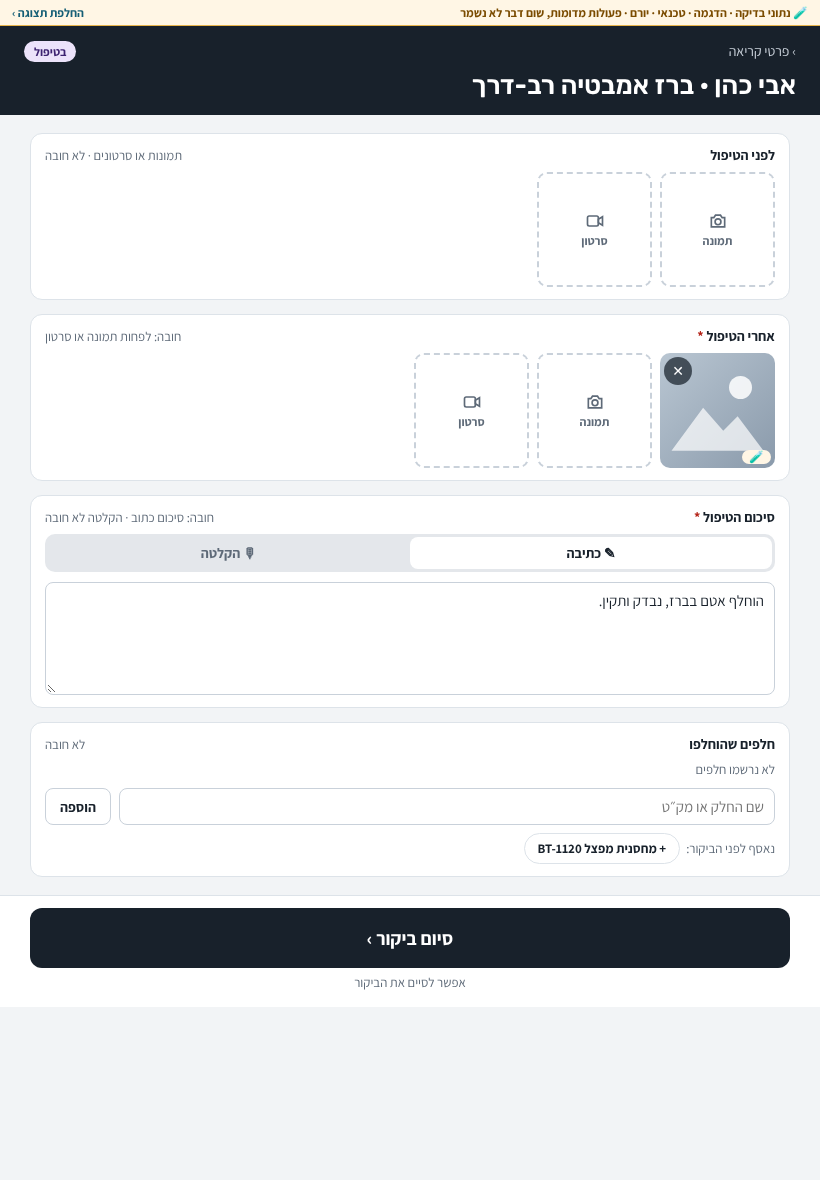 🧪 נתוני בדיקה · הדגמה · טכנאי · יורם · פעולות מדומות, שום דבר לא נשמר
החלפת תצוגה ›
› פרטי קריאה
בטיפול
אבי כהן • ברז אמבטיה רב-דרך
לפני הטיפול
תמונות או סרטונים · לא חובה
תמונה
סרטון
אחרי הטיפול *
חובה: לפחות תמונה או סרטון
תמונה
סרטון
סיכום הטיפול *
חובה: סיכום כתוב · הקלטה לא חובה
✎ כתיבה
🎙 הקלטה
הוחלף אטם בברז, נבדק ותקין.
חלפים שהוחלפו
לא חובה
לא נרשמו חלפים
שם החלק או מק״ט
הוספה
נאסף לפני הביקור:
+ מחסנית מפצל BT-1120
סיום ביקור ›
אפשר לסיים את הביקור